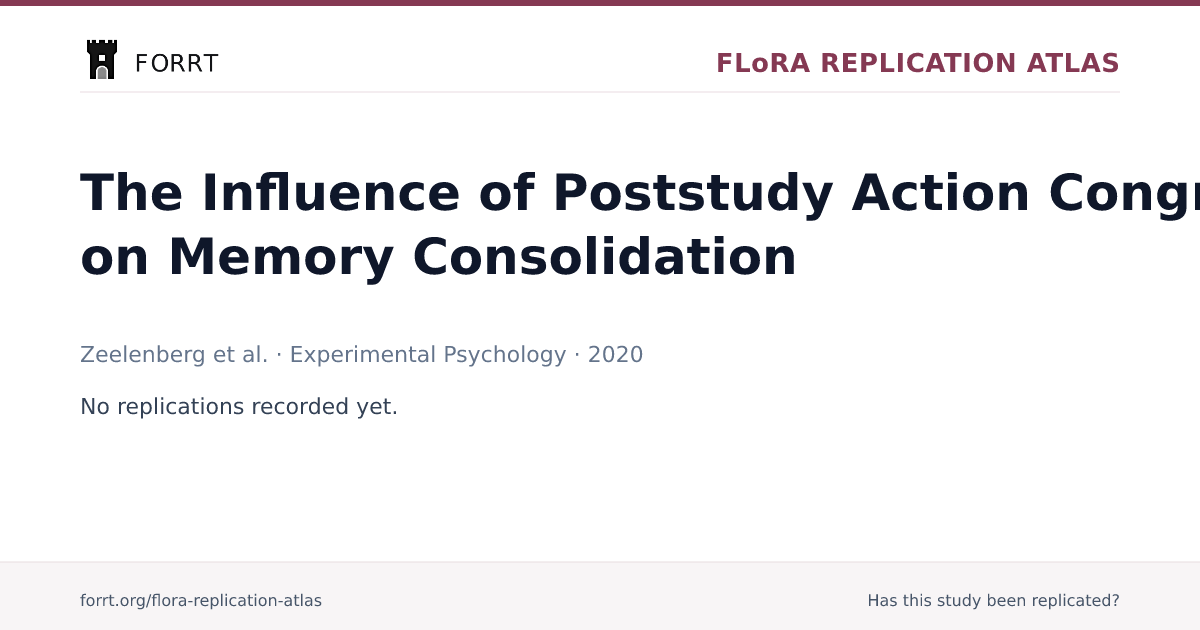 FORRT
FLoRA REPLICATION ATLAS
The Influence of Poststudy Action
on Memory Consolidation
Zeelenberg et al. · Experimental Psychology · 2020
No replications recorded yet.
forrt.org/flora-replication-atlas
Has this study been replicated?